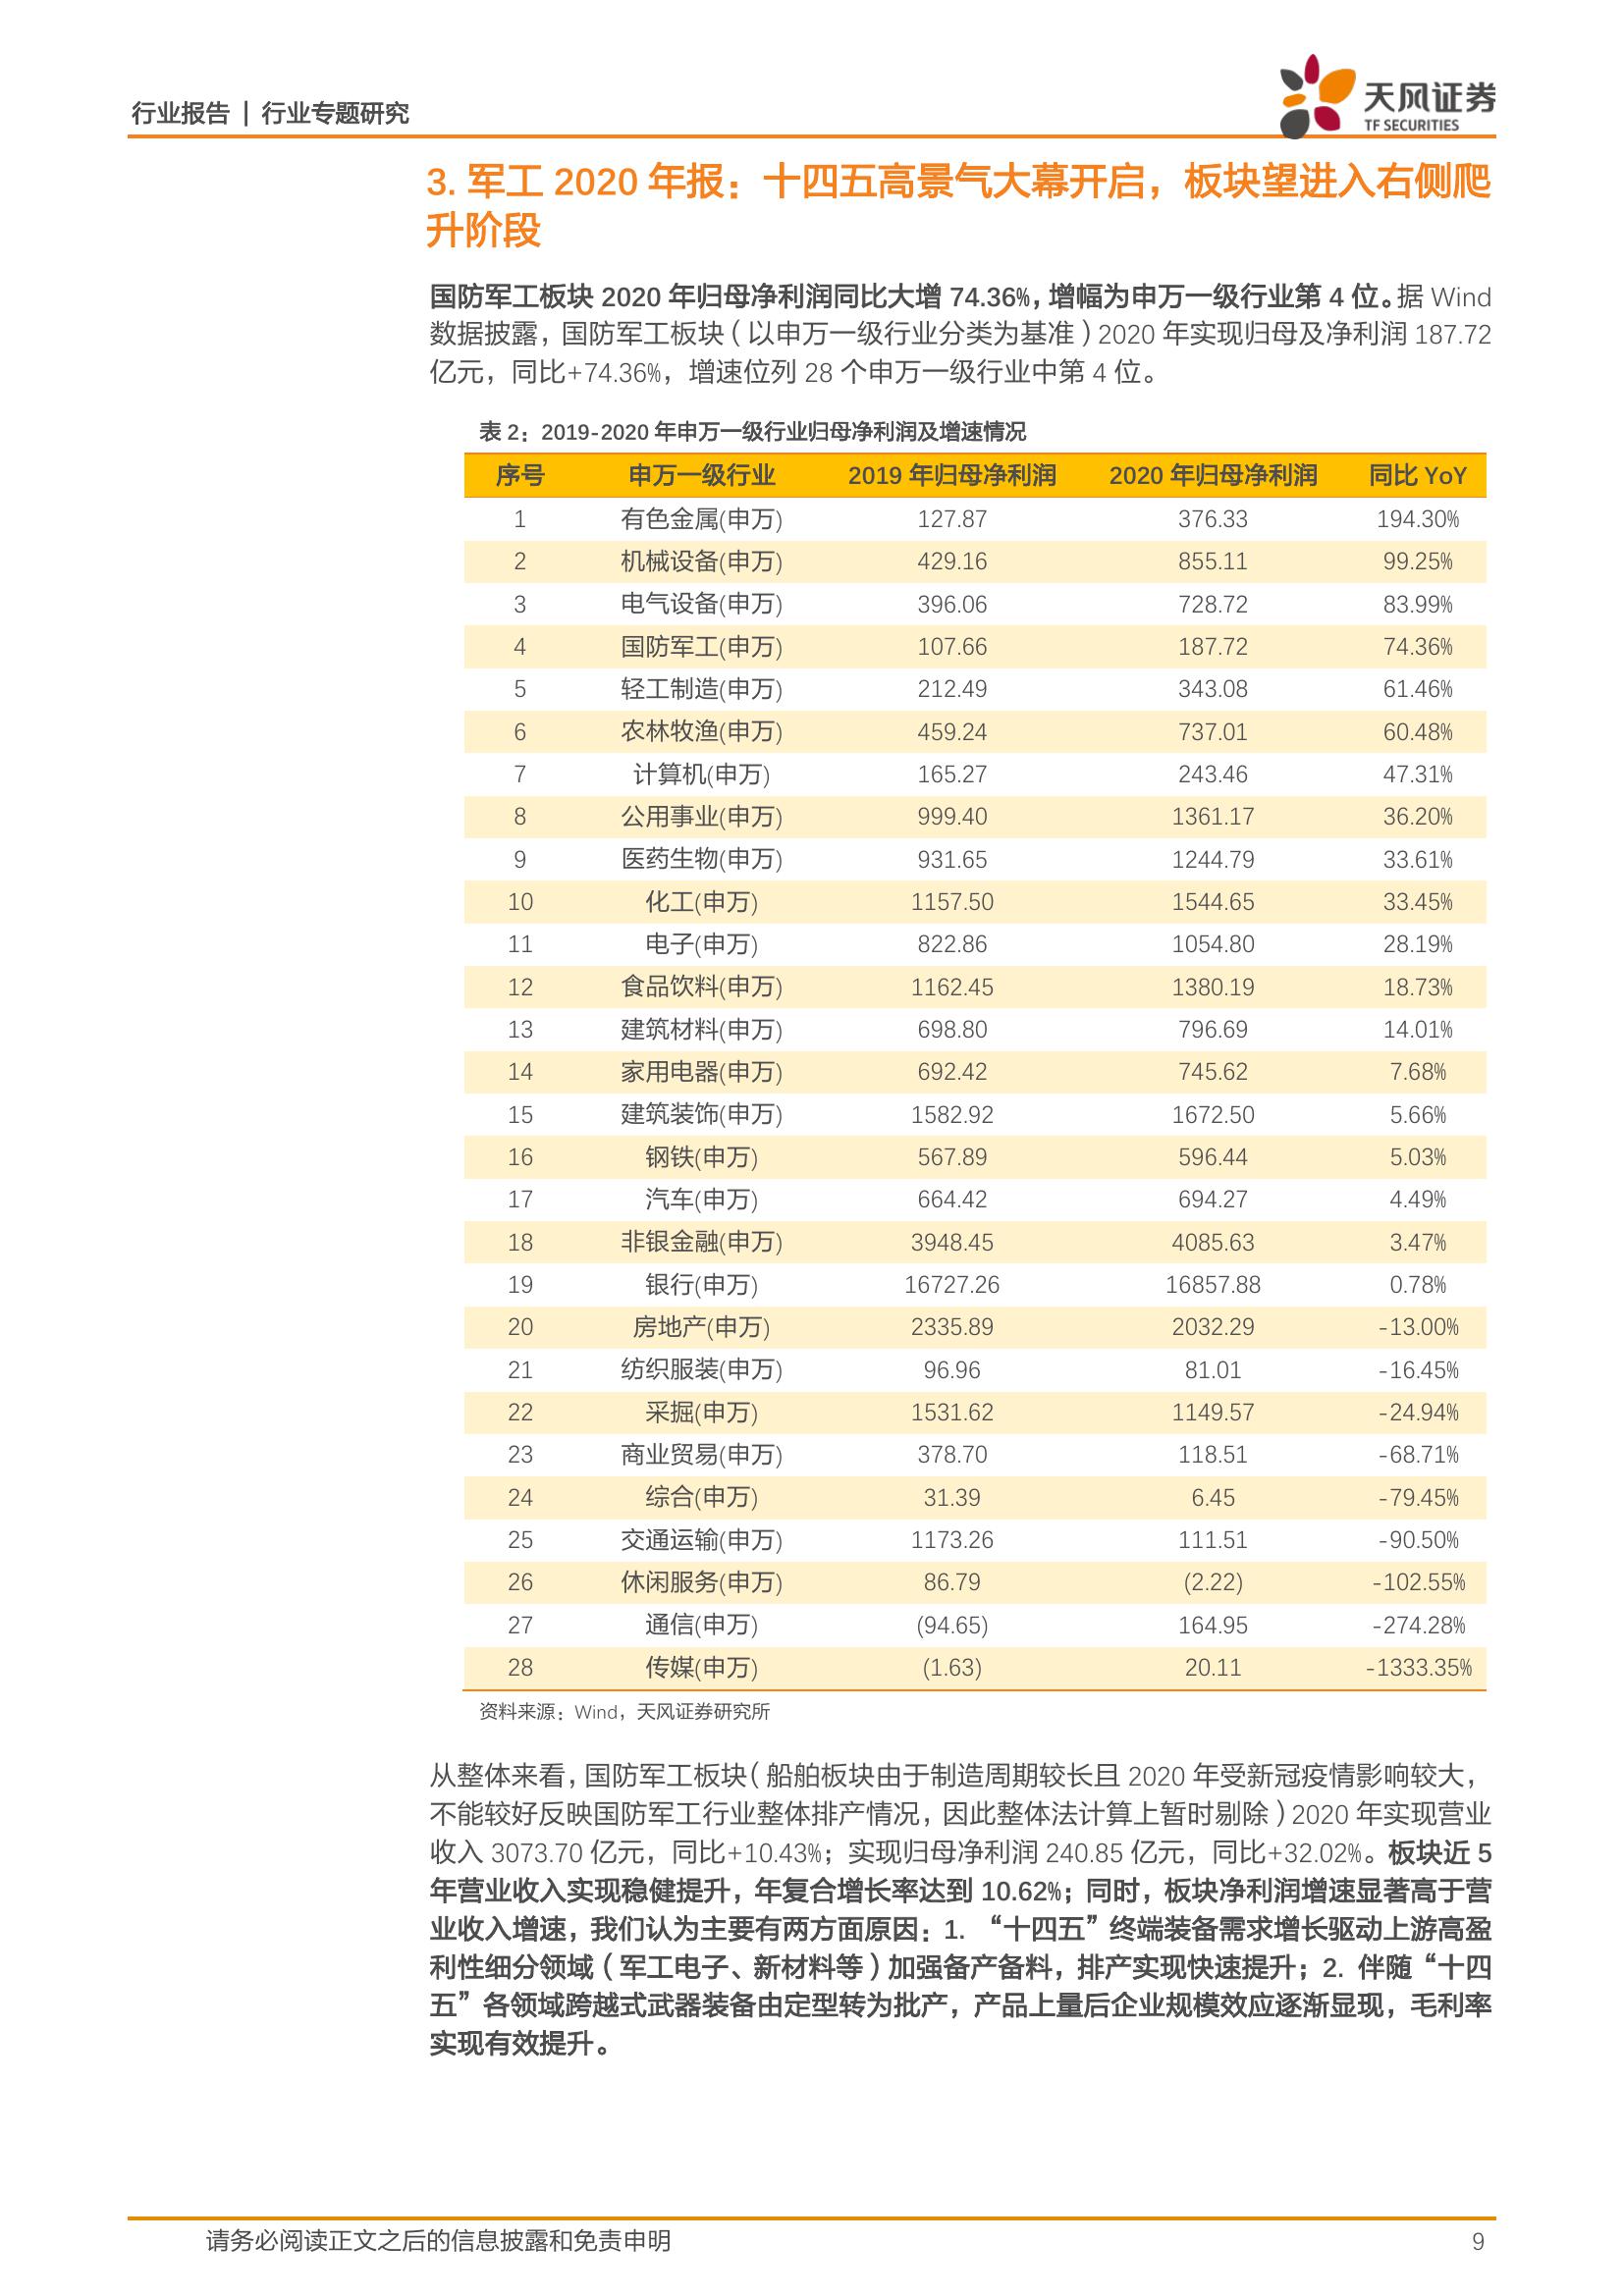 行业报告 | 行业专题研究
天风证券
TF SECURITIES
3. 军工 2020 年报：十四五高景气大幕开启，板块望进入右侧爬
升阶段
国防军工板块 2020 年归母净利润同比大增 74.36%，增幅为申万一级行业第 4 位。据 Wind
数据披露，国防军工板块（以申万一级行业分类为基准）2020 年实现归母及净利润 187.72
亿元，同比+74.36%，增速位列 28 个申万一级行业中第 4 位。
表 2：2019-2020 年申万一级行业归母净利润及增速情况
序号 申万一级行业 2019 年归母净利润 2020 年归母净利润 同比 YoY
1 有色金属(申万) 127.87 376.33 194.30%
2 机械设备(申万) 429.16 855.11 99.25%
3 电气设备(申万) 396.06 728.72 83.99%
4 国防军工(申万) 107.66 187.72 74.36%
5 轻工制造(申万) 212.49 343.08 61.46%
6 农林牧渔(申万) 459.24 737.01 60.48%
7 计算机(申万) 165.27 243.46 47.31%
8 公用事业(申万) 999.40 1361.17 36.20%
9 医药生物(申万) 931.65 1244.79 33.61%
10 化工(申万) 1157.50 1544.65 33.45%
11 电子(申万) 822.86 1054.80 28.19%
12 食品饮料(申万) 1162.45 1380.19 18.73%
13 建筑材料(申万) 698.80 796.69 14.01%
14 家用电器(申万) 692.42 745.62 7.68%
15 建筑装饰(申万) 1582.92 1672.50 5.66%
16 钢铁(申万) 567.89 596.44 5.03%
17 汽车(申万) 664.42 694.27 4.49%
18 非银金融(申万) 3948.45 4085.63 3.47%
19 银行(申万) 16727.26 16857.88 0.78%
20 房地产(申万) 2335.89 2032.29 -13.00%
21 纺织服装(申万) 96.96 81.01 -16.45%
22 采掘(申万) 1531.62 1149.57 -24.94%
23 商业贸易(申万) 378.70 118.51 -68.71%
24 综合(申万) 31.39 6.45 -79.45%
25 交通运输(申万) 1173.26 111.51 -90.50%
26 休闲服务(申万) 86.79 (2.22) -102.55%
27 通信(申万) (94.65) 164.95 -274.28%
28 传媒(申万) (1.63) 20.11 -1333.35%
资料来源：Wind，天风证券研究所
从整体来看，国防军工板块（船舶板块由于制造周期较长且 2020 年受新冠疫情影响较大，
不能较好反映国防军工行业整体排产情况，因此整体法计算上暂时剔除）2020 年实现营业
收入 3073.70 亿元，同比+10.43%；实现归母净利润 240.85 亿元，同比+32.02%。板块近 5
年营业收入实现稳健提升，年复合增长率达到 10.62%；同时，板块净利润增速显著高于营
业收入增速，我们认为主要有两方面原因：1. “十四五”终端装备需求增长驱动上游高盈
利性细分领域（军工电子、新材料等）加强备产备料，排产实现快速提升；2. 伴随“十四
五”各领域跨越式武器装备由定型转为批产，产品上量后企业规模效应逐渐显现，毛利率
实现有效提升。
请务必阅读正文之后的信息披露和免责申明 9